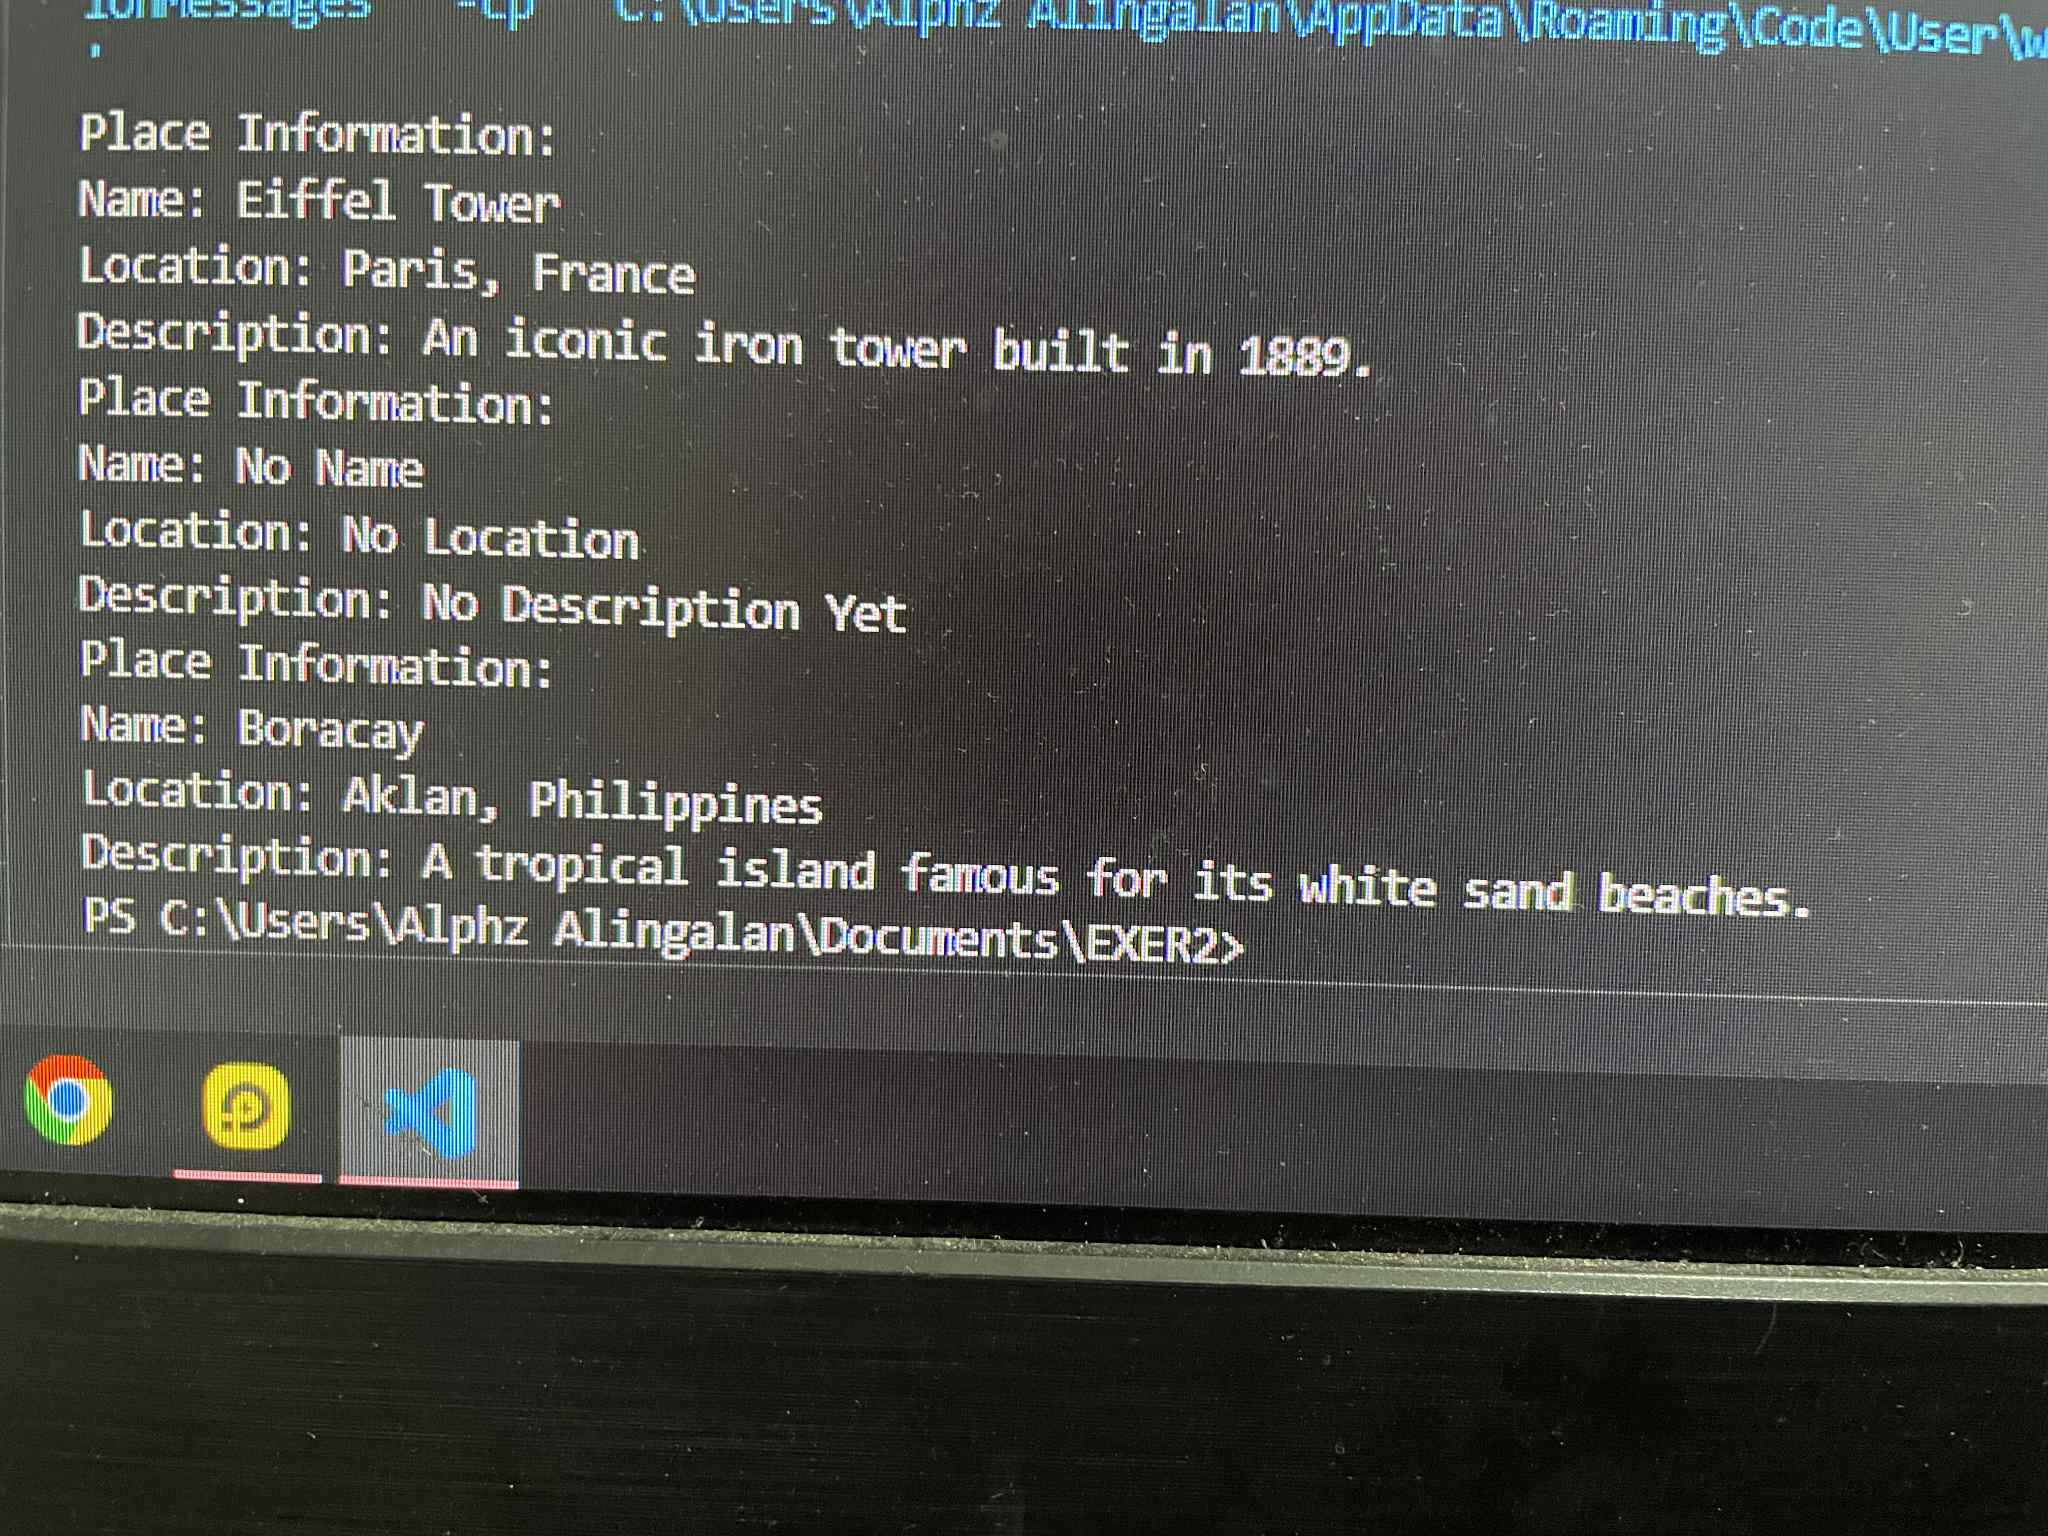 ionMessages' '-cp' 'C:\Users\Alphz Alingalan\AppData\Roaming\Code\User\w
'
Place Information:
Name: Eiffel Tower
Location: Paris, France
Description: An iconic iron tower built in 1889.
Place Information:
Name: No Name
Location: No Location
Description: No Description Yet
Place Information:
Name: Boracay
Location: Aklan, Philippines
Description: A tropical island famous for its white sand beaches.
PS C:\Users\Alphz Alingalan\Documents\EXER2>